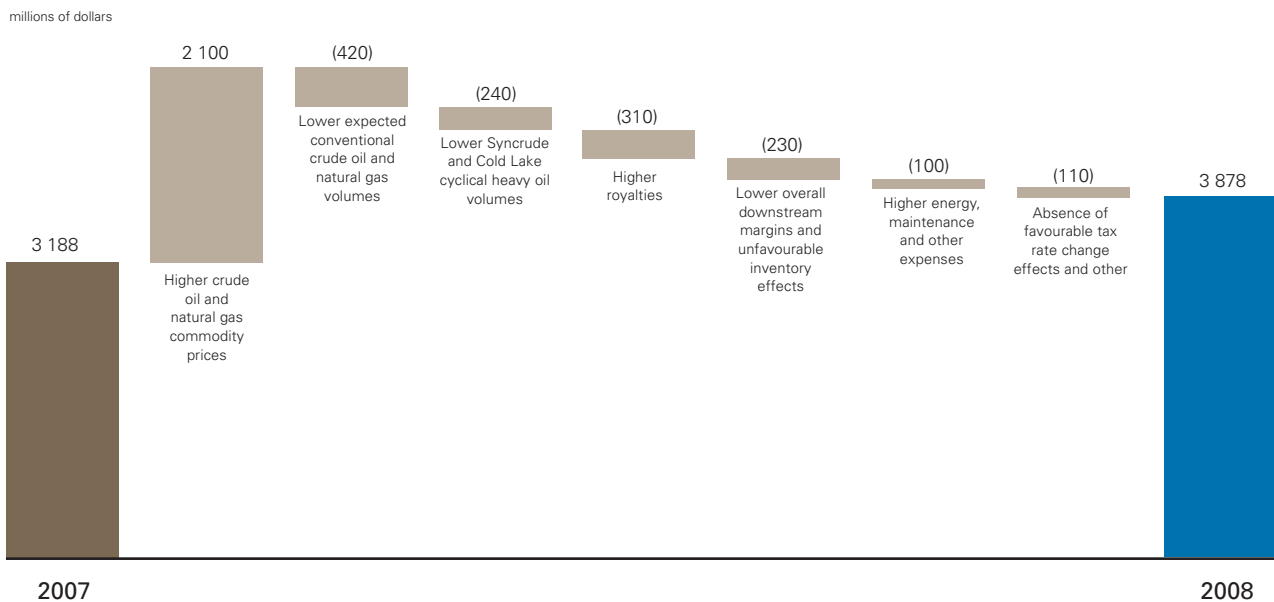 millions of dollars
3 188
2 100
Higher crude
oil and
natural gas
commodity
prices
(420)
Lower expected
conventional
crude oil and
natural gas
volumes
(240)
Lower Syncrude
and Cold Lake
cyclical heavy oil
volumes
(310)
Higher
royalties
(230)
Lower overall
downstream
margins and
unfavourable
inventory
effects
(100)
Higher energy,
maintenance
and other
expenses
(110)
Absence of
favourable tax
rate change
effects and other
3 878
2007
2008